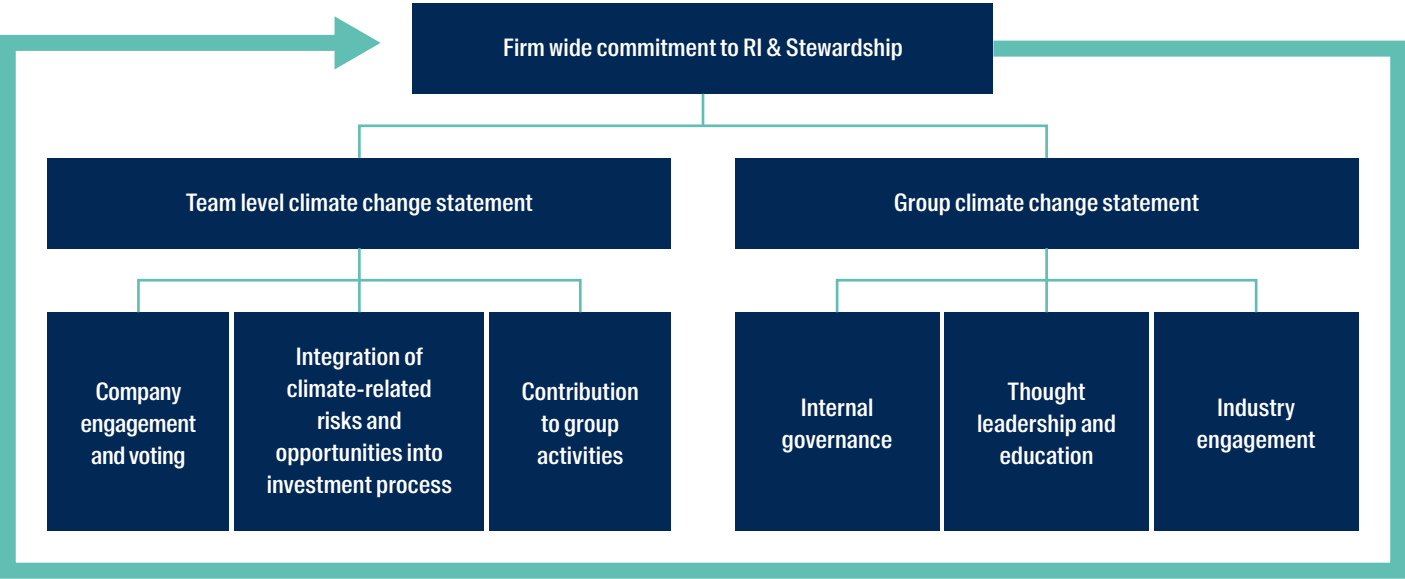 Firm wide commitment to RI & Stewardship
Team level climate change statement
Group climate change statement
Company
engagement
and voting
Integration of
climate-related
risks and
opportunities into
investment process
Contribution
to group
activities
Internal
governance
Thought
leadership and
education
Industry
engagement